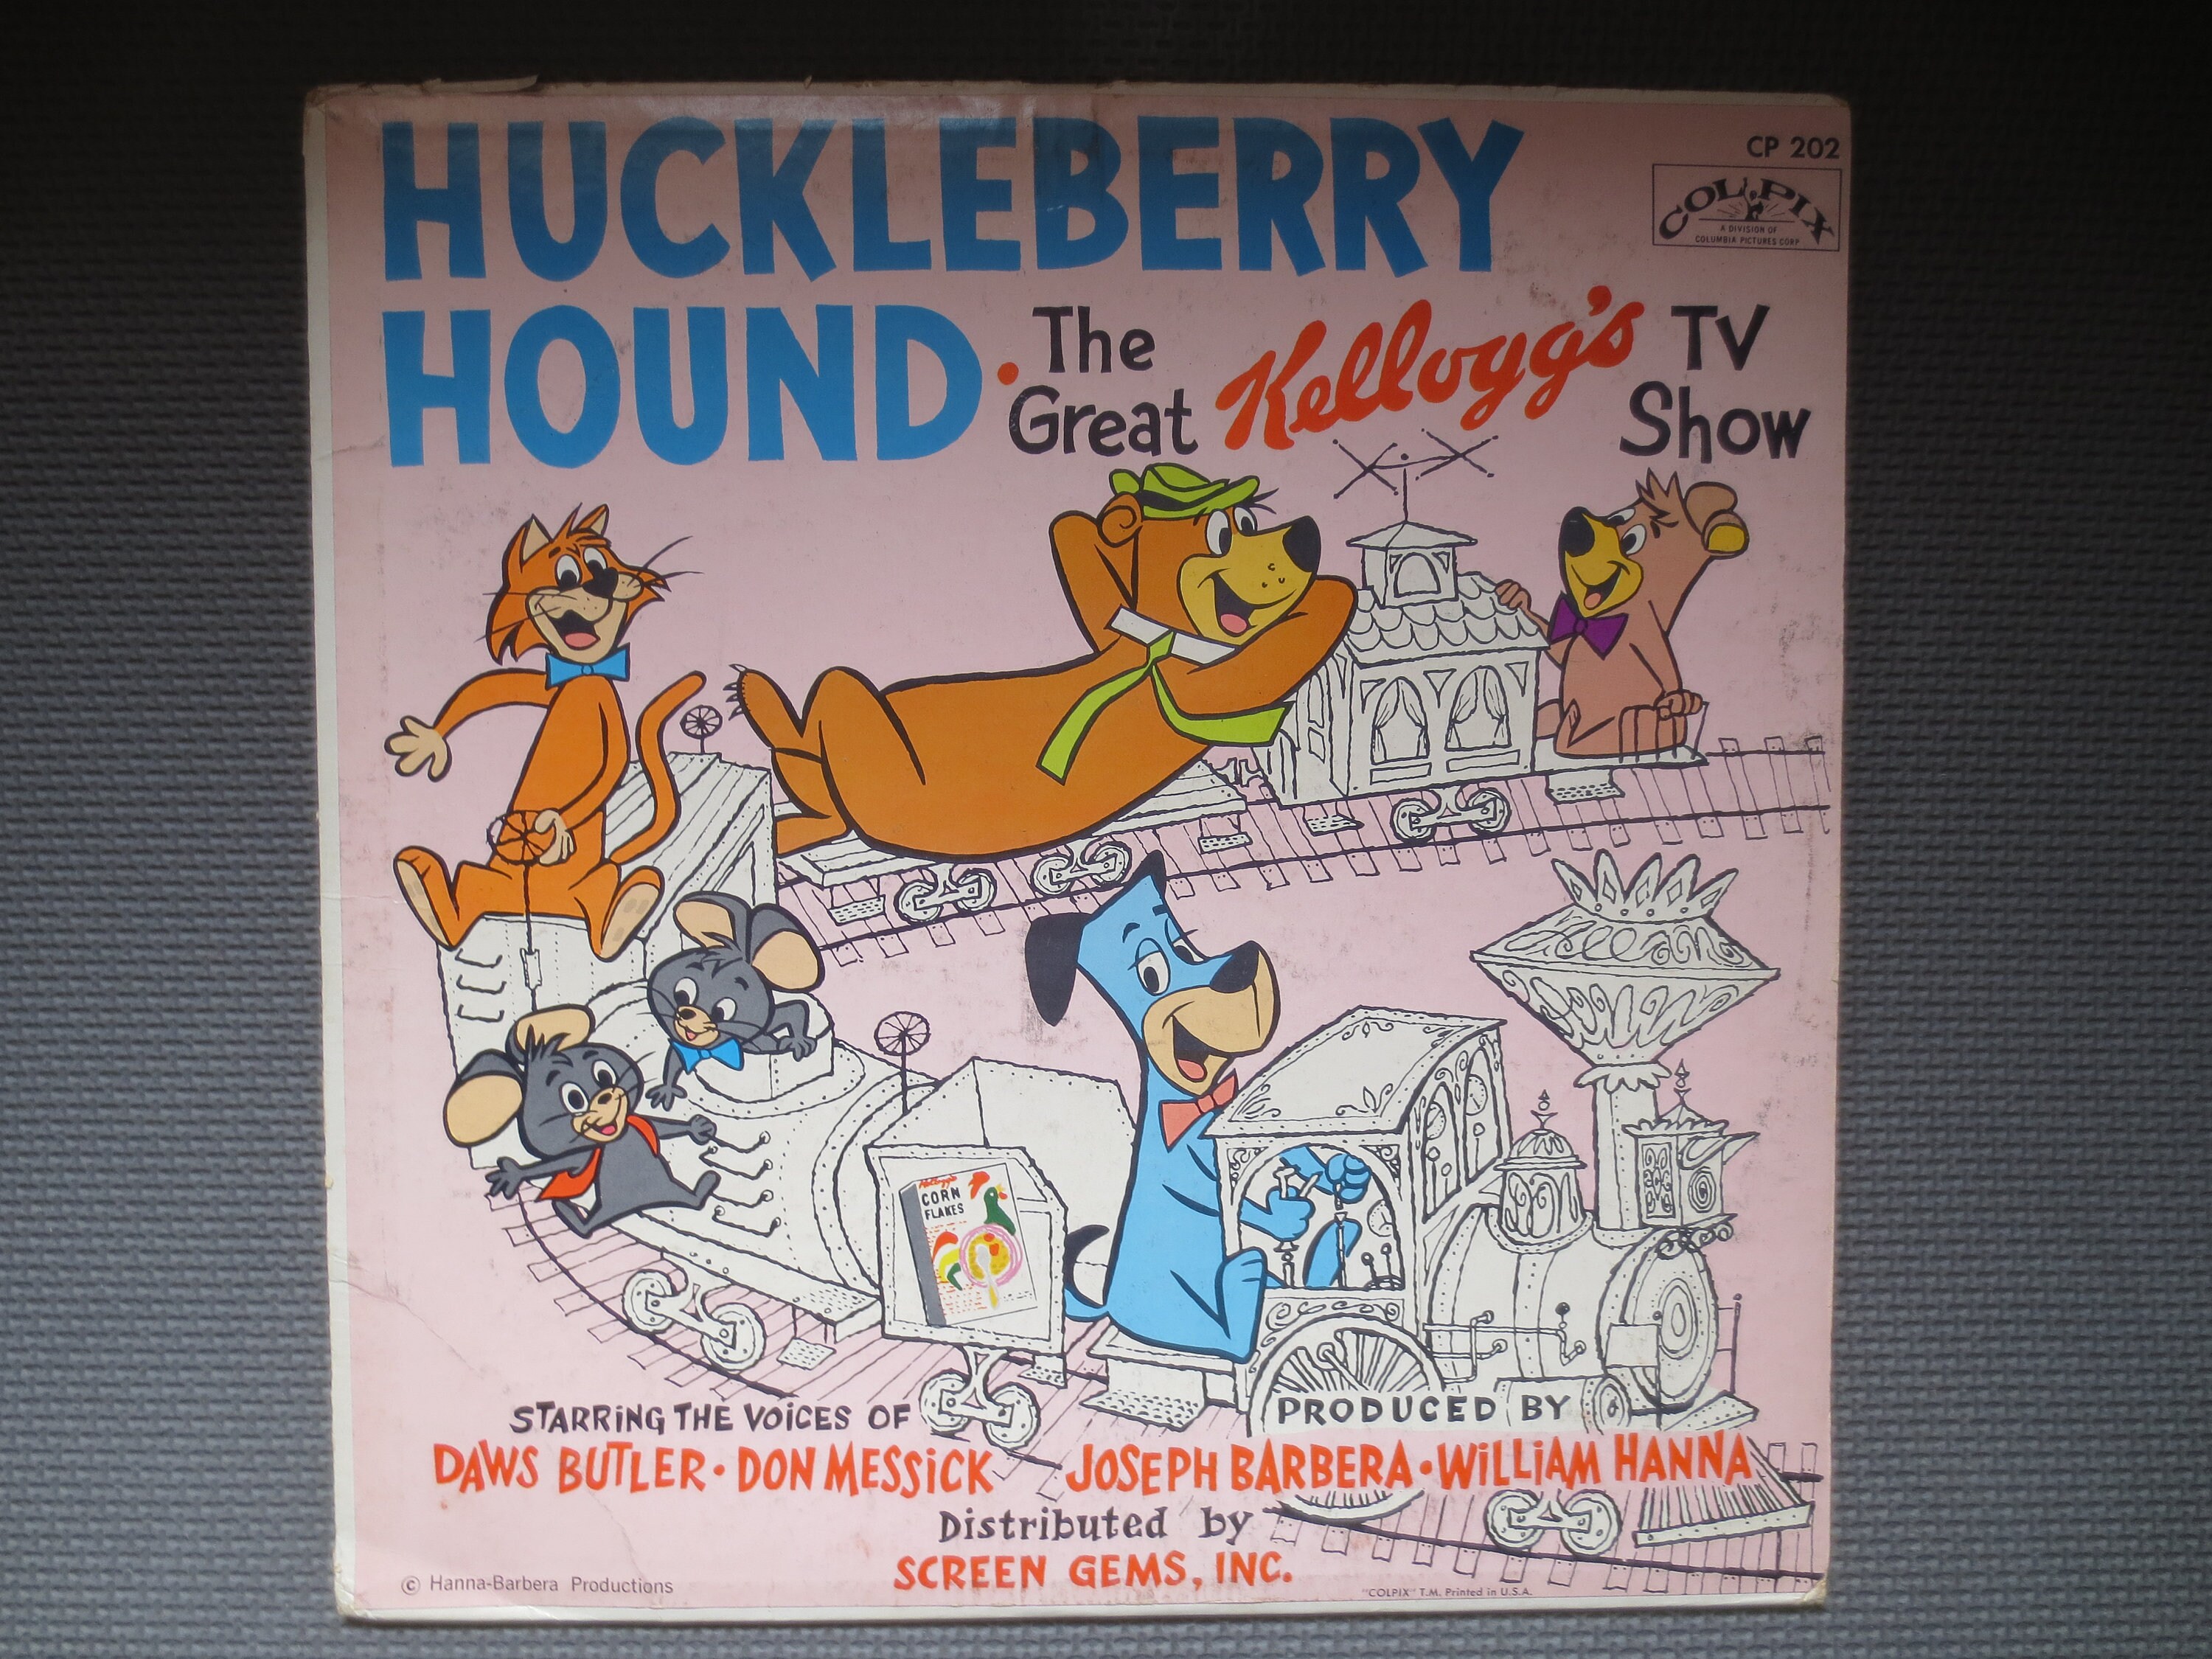 HUCKLEBERRY
CP 202
COLPIX
A DIVISION OF
COLUMBIA PICTURES CORP
HOUND • The Great Kellogg's TV Show
Kellogg's
CORN
FLAKES
STARRING THE VOICES OF
DAWS BUTLER • DON MESSICK
PRODUCED BY
JOSEPH BARBERA • WILLIAM HANNA
Distributed by
SCREEN GEMS, INC.
© Hanna-Barbera Productions
"COLPIX" T.M. Printed in U.S.A.